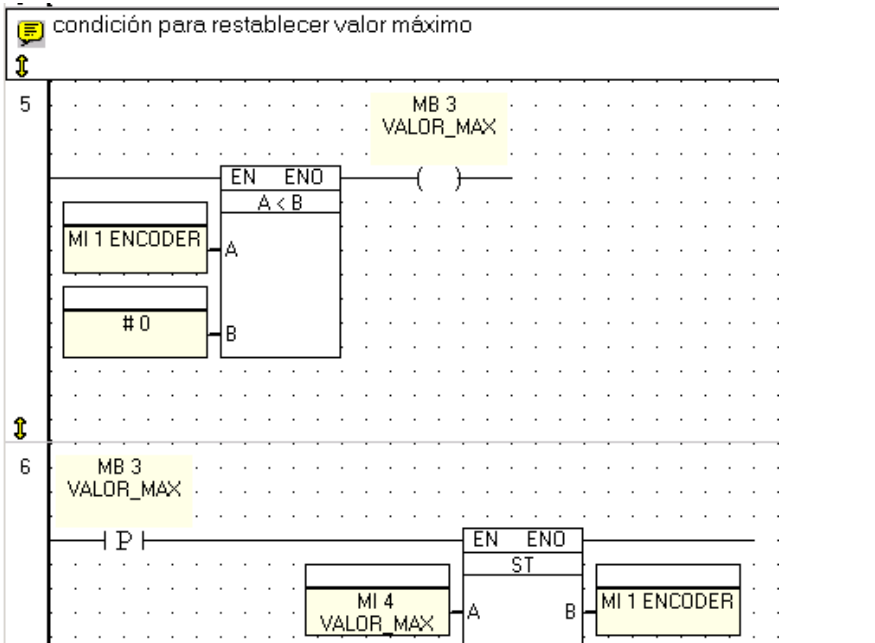 condición para restablecer valor máximo
5
MB 3
VALOR_MAX
EN ENO
A < B
MI 1 ENCODER
A
# 0
B
6
MB 3
VALOR_MAX
P
EN ENO
ST
MI 4
VALOR_MAX
A
B
MI 1 ENCODER